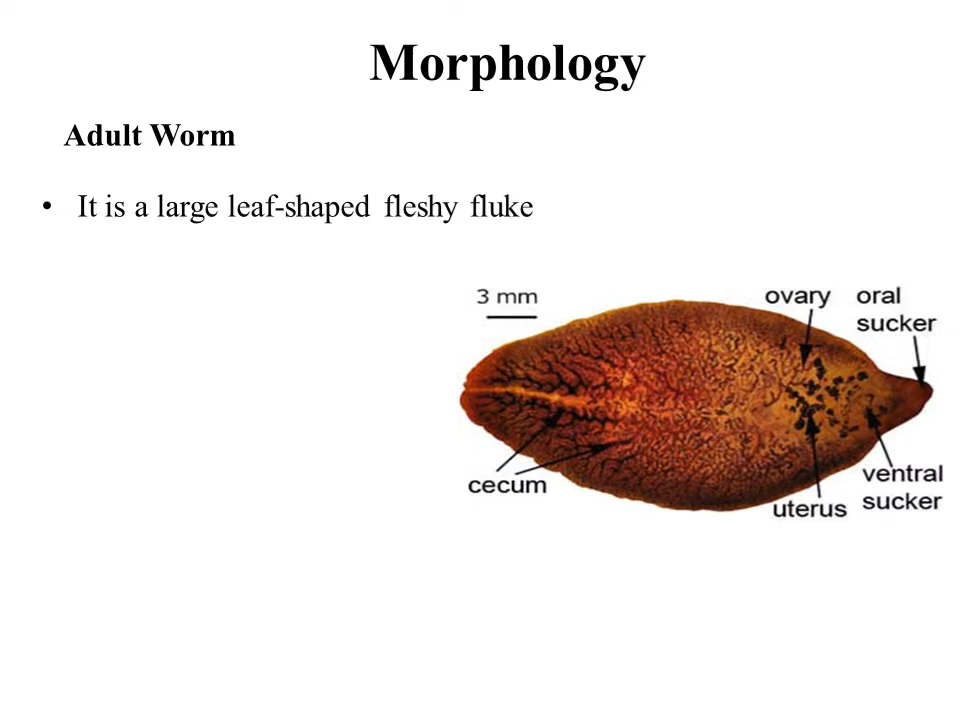 Morphology
Adult Worm
• It is a large leaf-shaped fleshy fluke
3 mm
ovary
oral
sucker
cecum
uterus
ventral
sucker